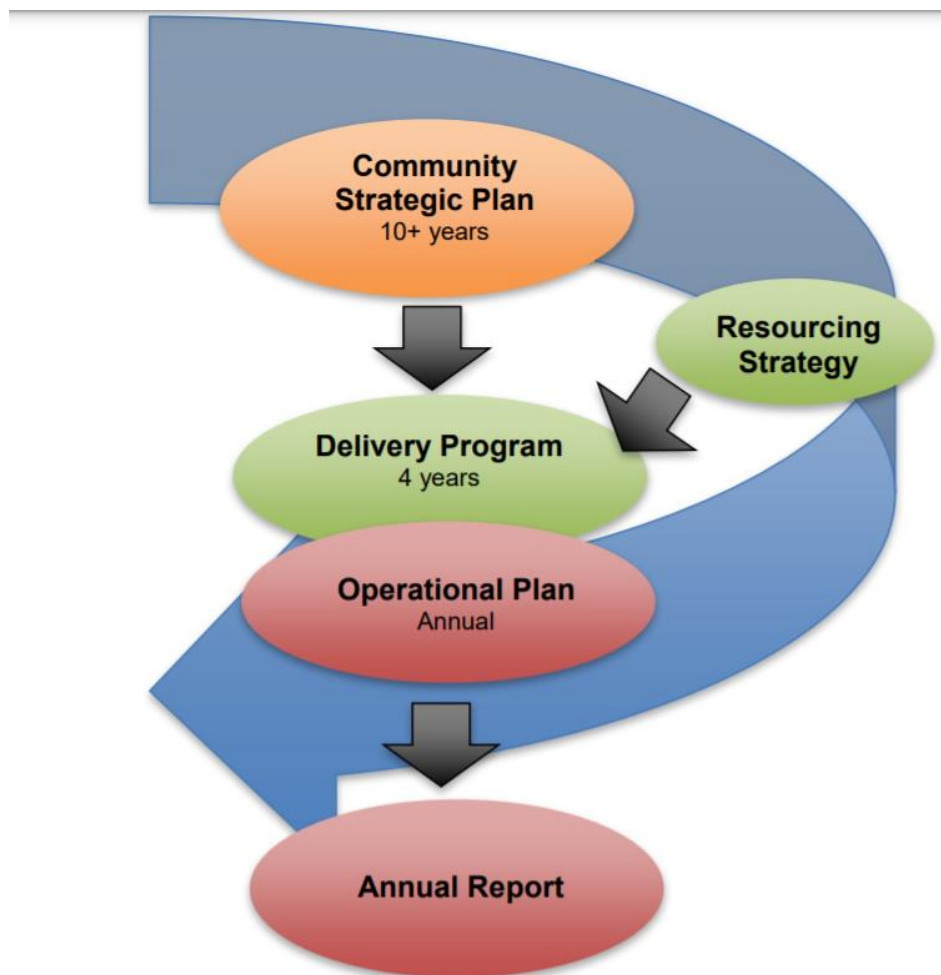 Community
Strategic Plan
10+ years
Resourcing
Strategy
Delivery Program
4 years
Operational Plan
Annual
Annual Report